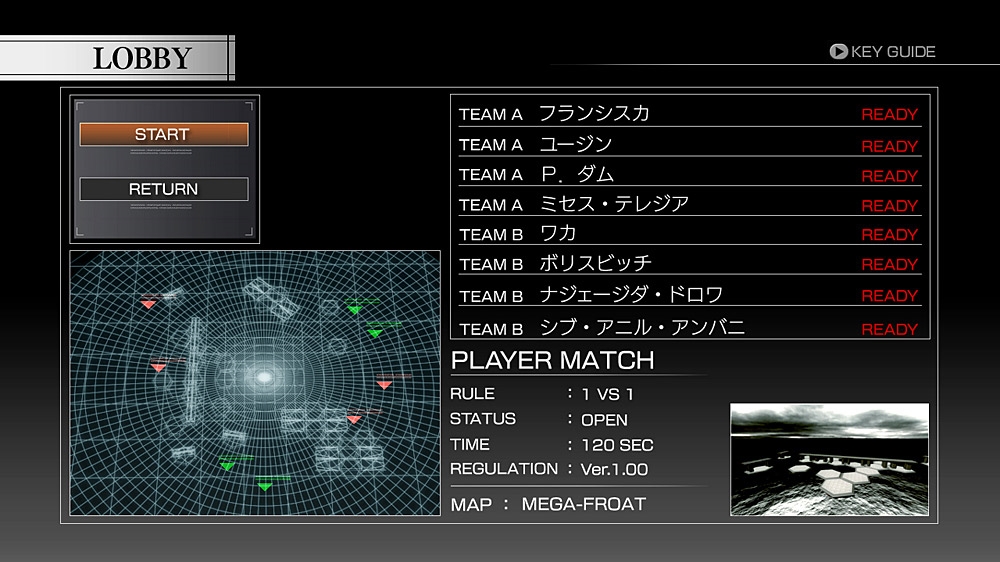 LOBBY
KEY GUIDE
START
RETURN
TEAM A フランシスカ READY
TEAM A ユージン READY
TEAM A P．ダム READY
TEAM A ミセス・テレジア READY
TEAM B ワカ READY
TEAM B ボリスビッチ READY
TEAM B ナジェージダ・ドロワ READY
TEAM B シブ・アニル・アンバニ READY
PLAYER MATCH
RULE : 1 VS 1
STATUS : OPEN
TIME : 120 SEC
REGULATION : Ver.1.00
MAP : MEGA-FROAT